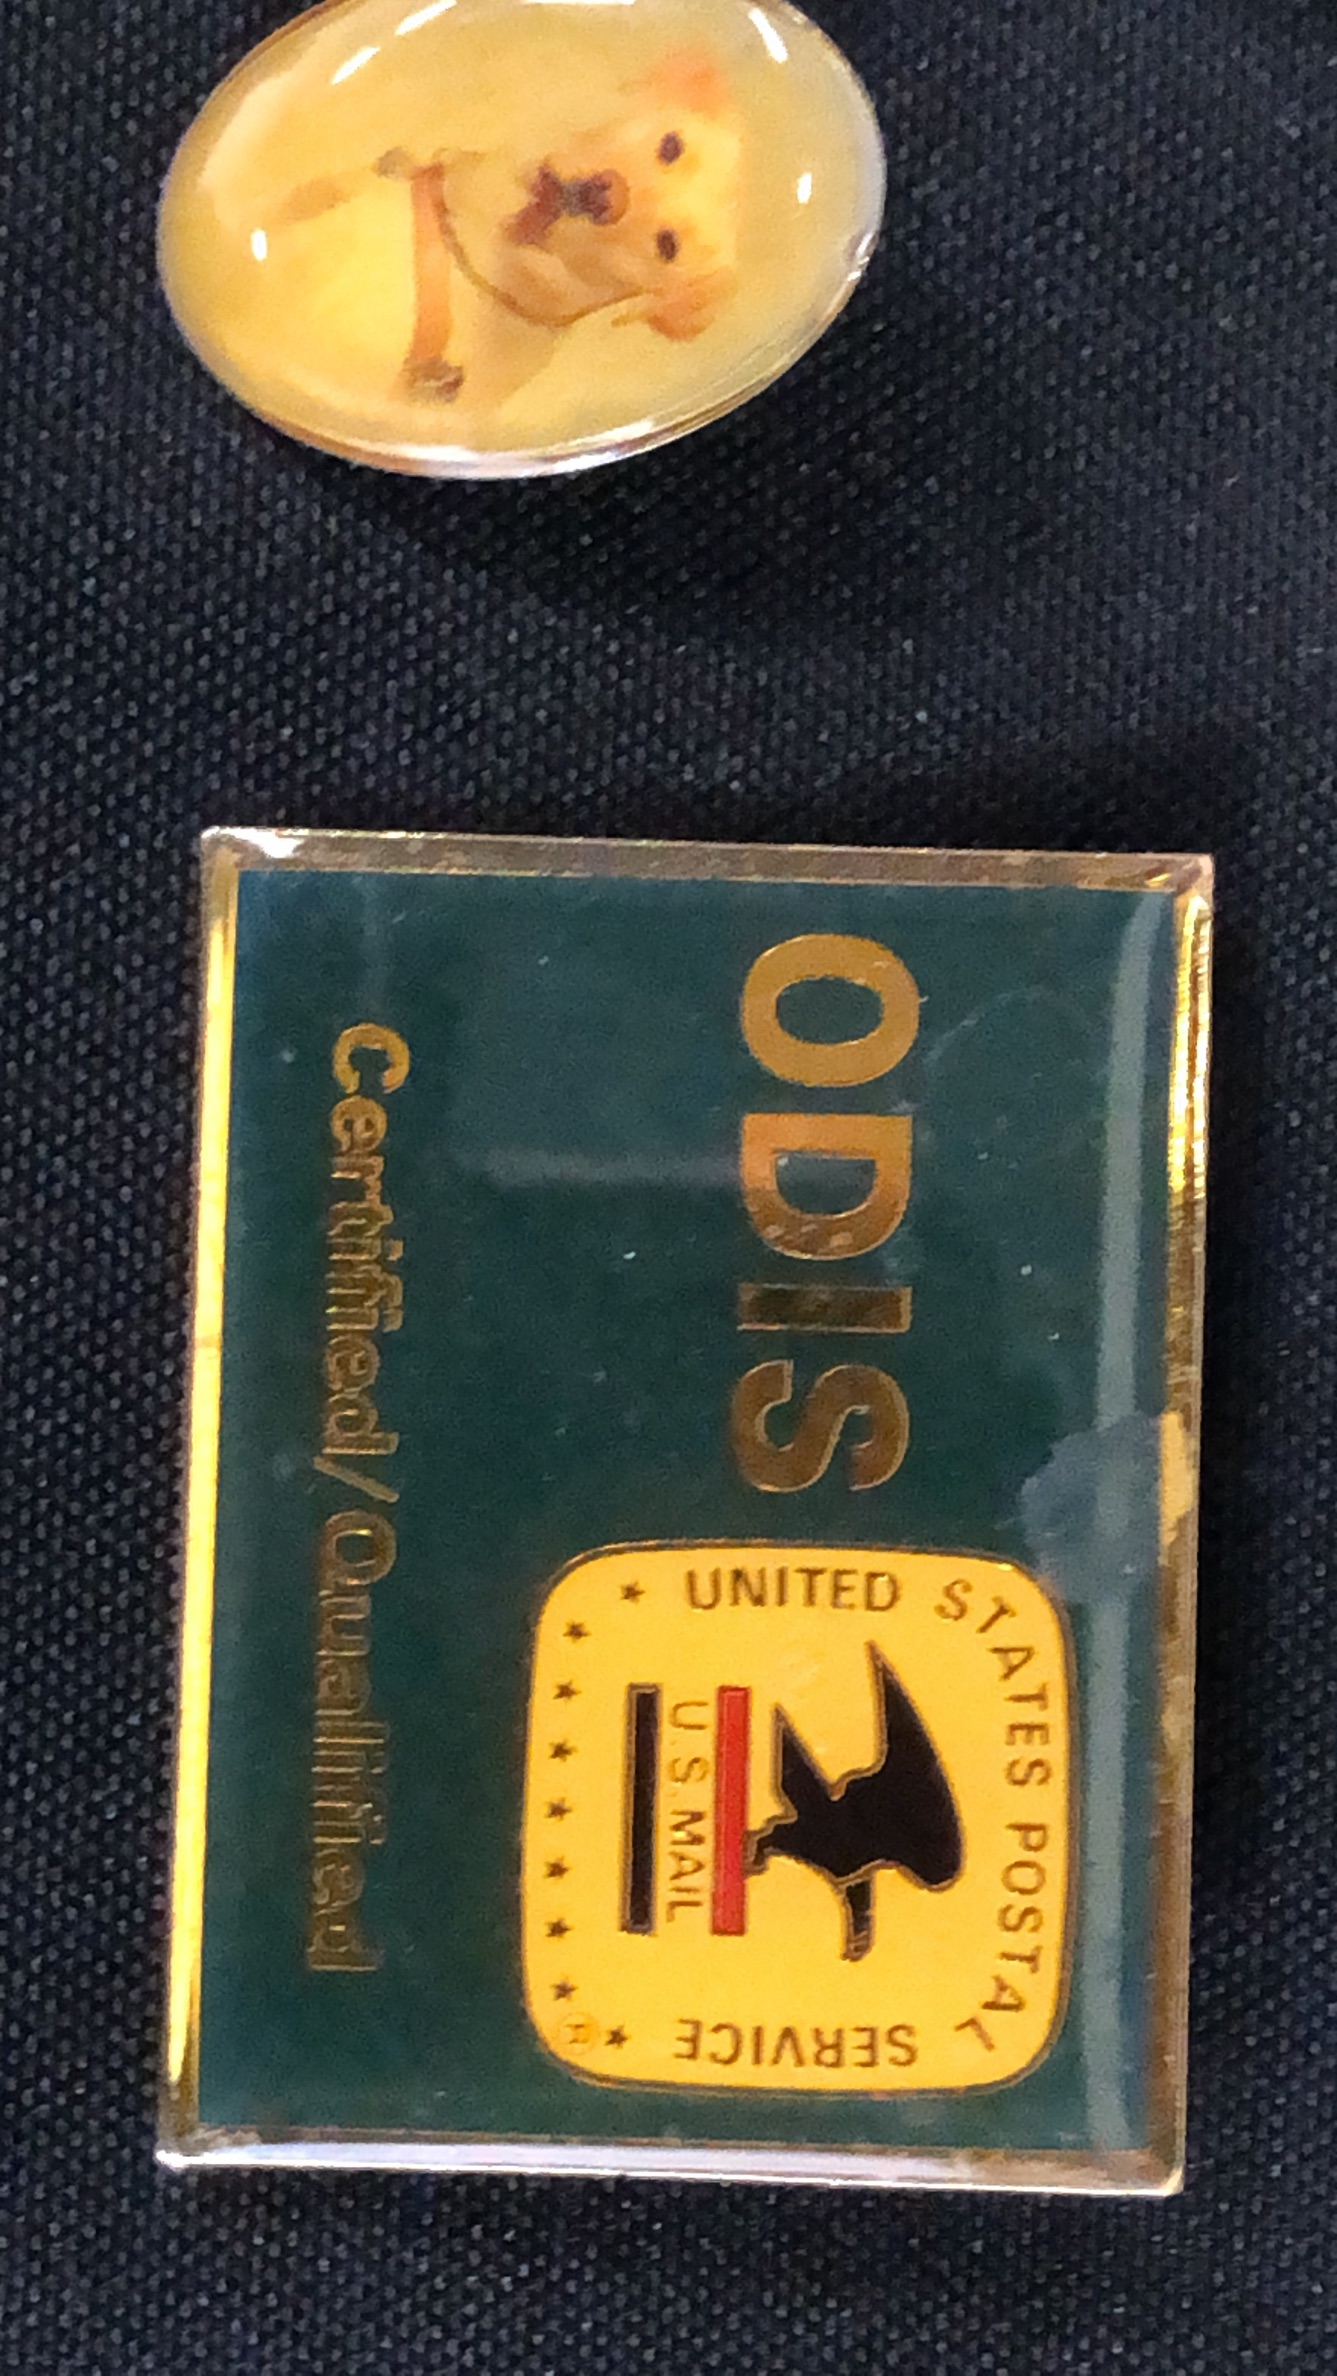 ODIS
UNITED STATES POSTAL SERVICE
U.S.MAIL
Certified/Qualified